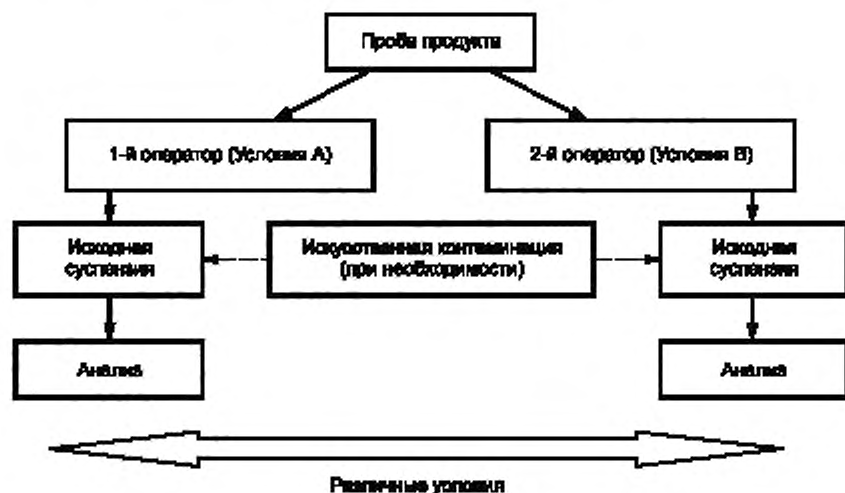 Проба продукта
1-й оператор (Условия А)
2-й оператор (Условия В)
Исходная
суспензия
Искусственная контаминация
(при необходимости)
Исходная
суспензия
Анализ
Анализ
Различные условия